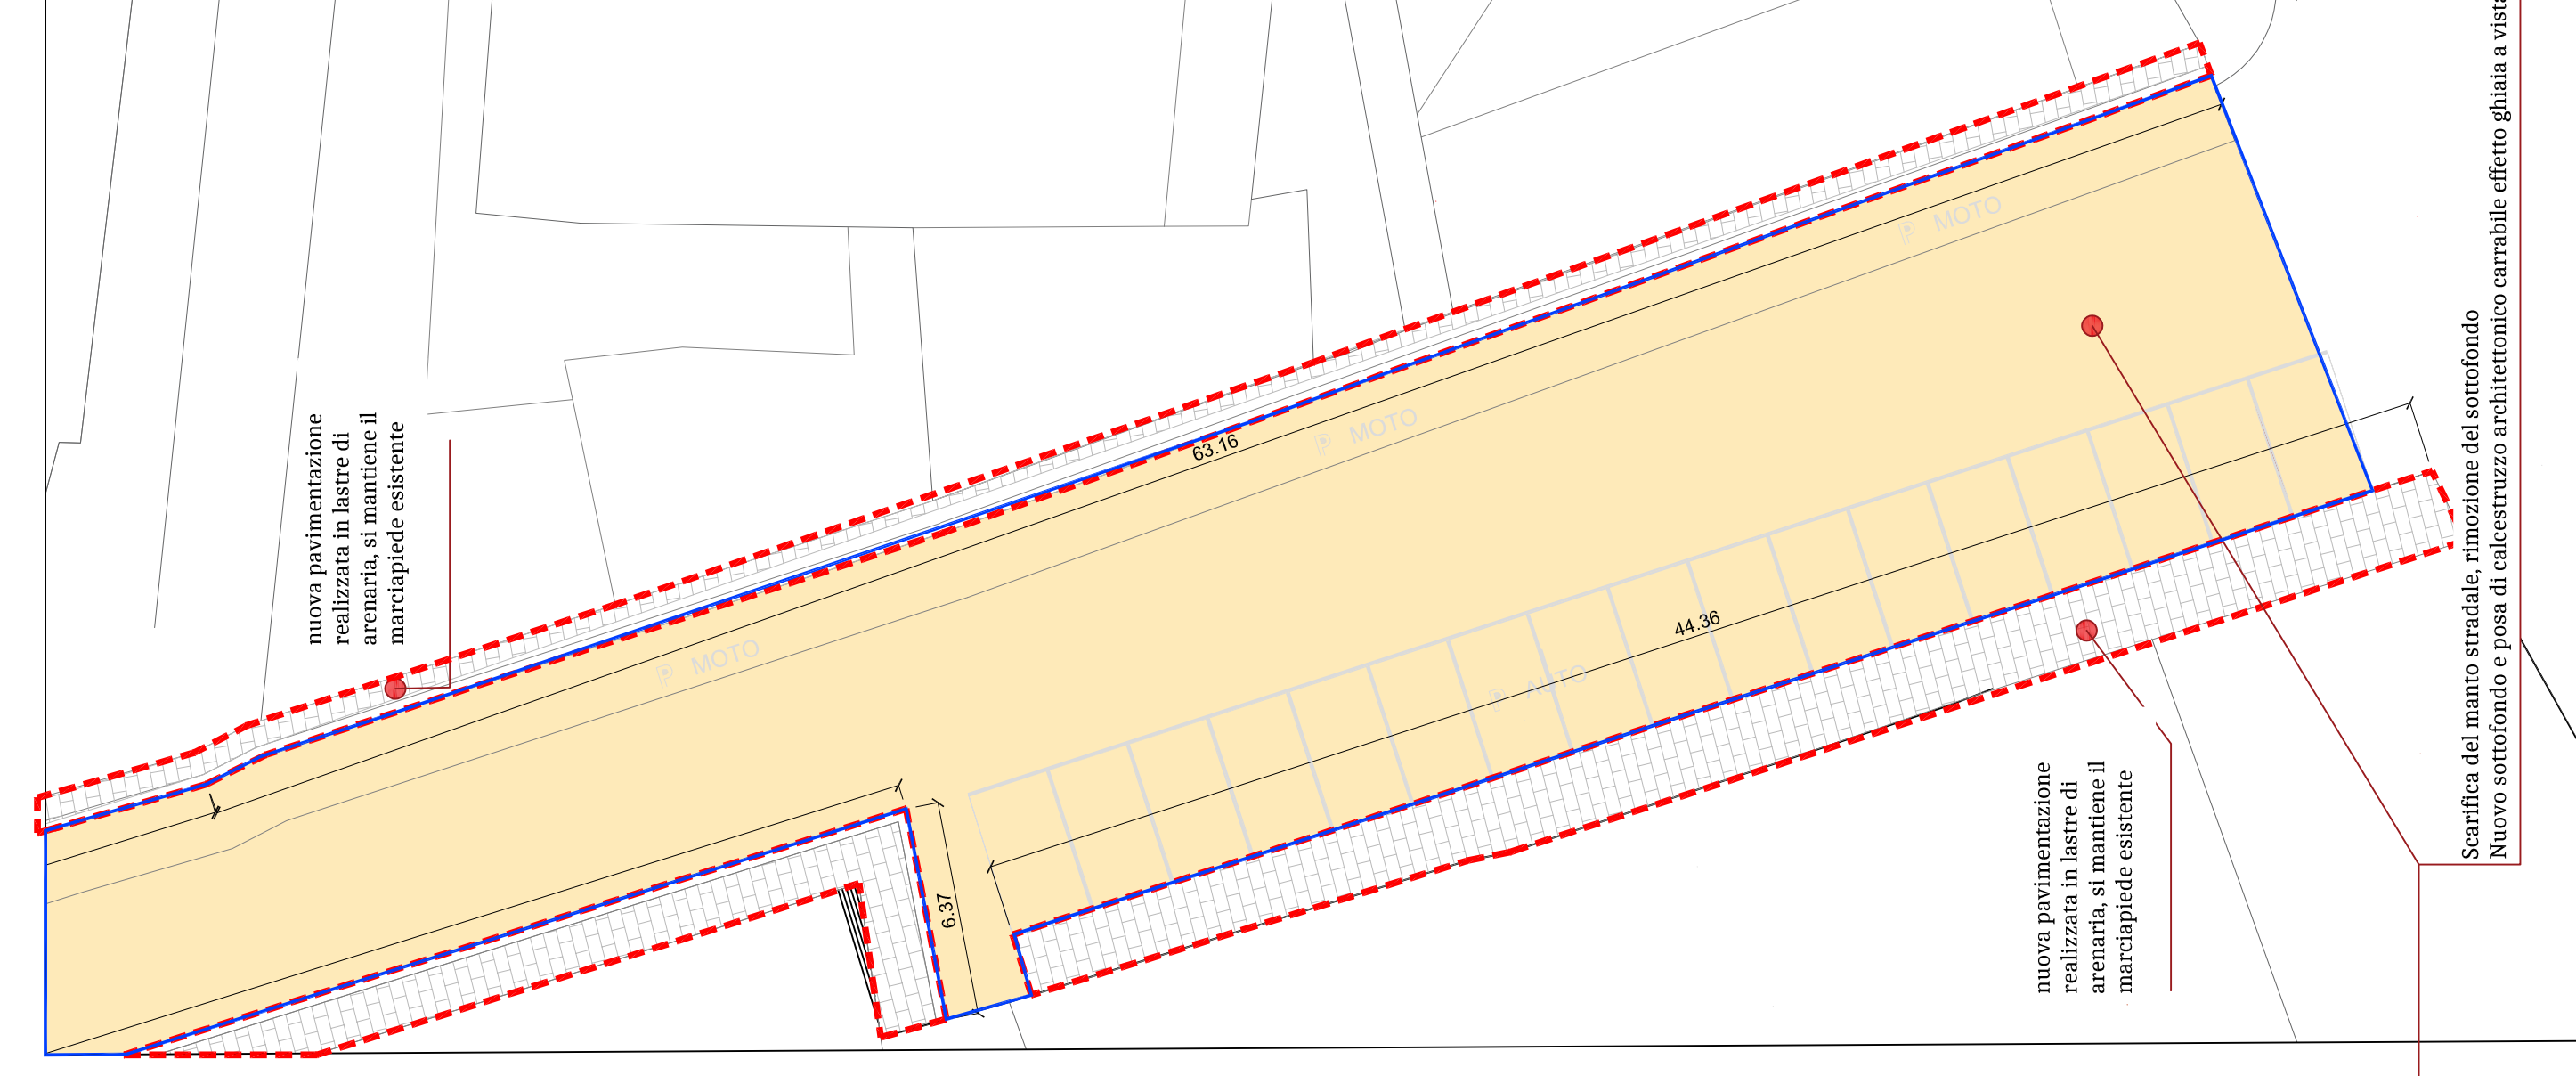 nuova pavimentazione
realizzata in lastre di
arenaria, si mantiene il
marciapiede esistente
63.16
P MOTO
P MOTO
P MOTO
44.36
P AUTO
6.37
nuova pavimentazione
realizzata in lastre di
arenaria, si mantiene il
marciapiede esistente
Scarifica del manto stradale, rimozione del sottofondo
Nuovo sottofondo e posa di calcestruzzo architettonico carrabile effetto ghiaia a vista